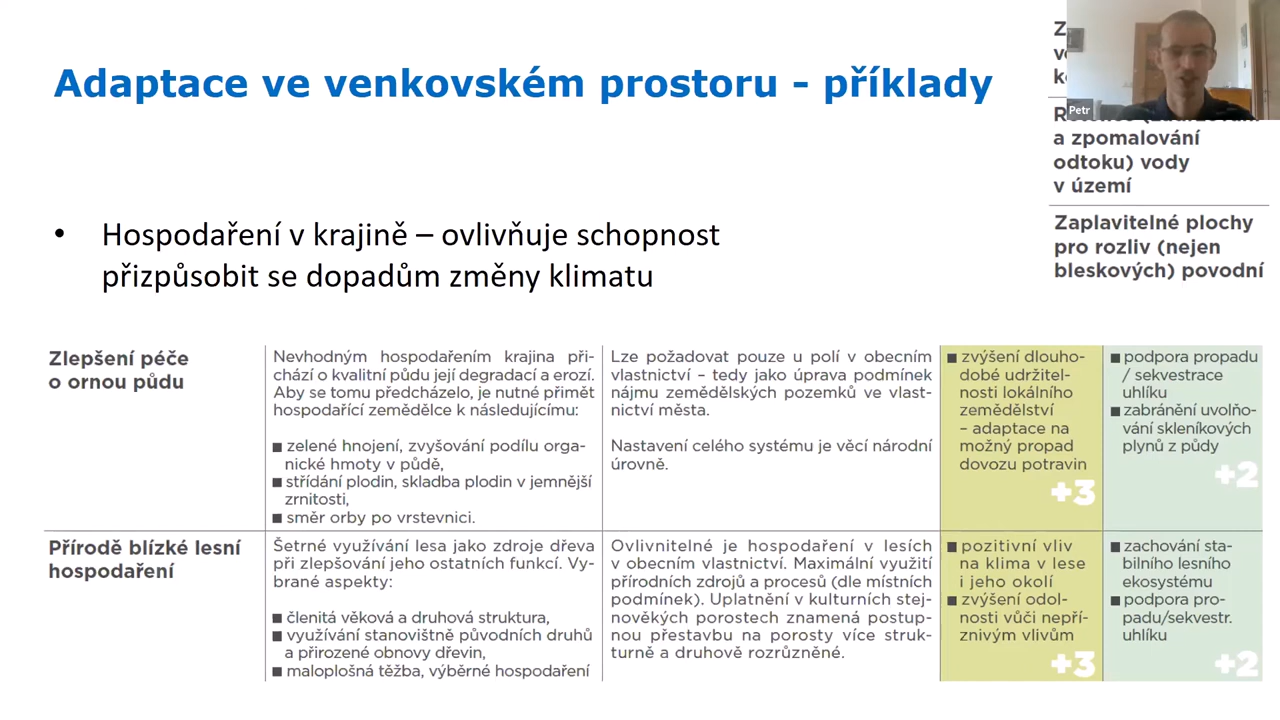 Adaptace ve venkovském prostoru - příklady
Petr
a zpomalování
odtoku) vody
v území
Zaplavitelné plochy
pro rozliv (nejen
bleskových) povodní
• Hospodaření v krajině – ovlivňuje schopnost
přizpůsobit se dopadům změny klimatu
Zlepšení péče
o ornou půdu
Nevhodným hospodařením krajina při-
chází o kvalitní půdu její degradací a erozí.
Aby se tomu předcházelo, je nutné přimět
hospodařící zemědělce k následujícímu:
■ zelené hnojení, zvyšování podílu orga-
nické hmoty v půdě,
■ střídání plodin, skladba plodin v jemnější
zrnitosti,
■ směr orby po vrstevnici.
Lze požadovat pouze u polí v obecním
vlastnictví – tedy jako úprava podmínek
nájmu zemědělských pozemků ve vlast-
nictví města.
Nastavení celého systému je věcí národní
úrovně.
■ zvýšení dlouho-
dobé udržitel-
nosti lokálního
zemědělství
– adaptace na
možný propad
dovozu potravin
+3
■ podpora propadu
/ sekvestrace
uhlíku
■ zabránění uvolňo-
vání skleníkových
plynů z půdy
+2
Přírodě blízké lesní
hospodaření
Šetrné využívání lesa jako zdroje dřeva
při zlepšování jeho ostatních funkcí. Vy-
brané aspekty:
■ členitá věková a druhová struktura,
■ využívání stanovištně původních druhů
a přirozené obnovy dřevin,
■ maloplošná těžba, výběrné hospodaření
Ovlivnitelné je hospodaření v lesích
v obecním vlastnictví. Maximální využití
přírodních zdrojů a procesů (dle místních
podmínek). Uplatnění v kulturních stej-
nověkých porostech znamená postup-
nou přestavbu na porosty více struk-
turně a druhově rozrůzněné.
■ pozitivní vliv
na klima v lese
i jeho okolí
■ zvýšení odol-
nosti vůči nepří-
znivým vlivům
+3
■ zachování sta-
bilního lesního
ekosystému
■ podpora pro-
padu/sekvestr.
uhlíku
+2